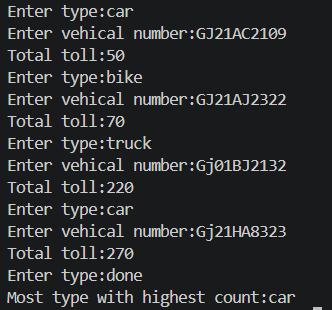 Enter type:car
Enter vehical number:GJ21AC2109
Total toll:50
Enter type:bike
Enter vehical number:GJ21AJ2322
Total toll:70
Enter type:truck
Enter vehical number:Gj01BJ2132
Total toll:220
Enter type:car
Enter vehical number:Gj21HA8323
Total toll:270
Enter type:done
Most type with highest count:car